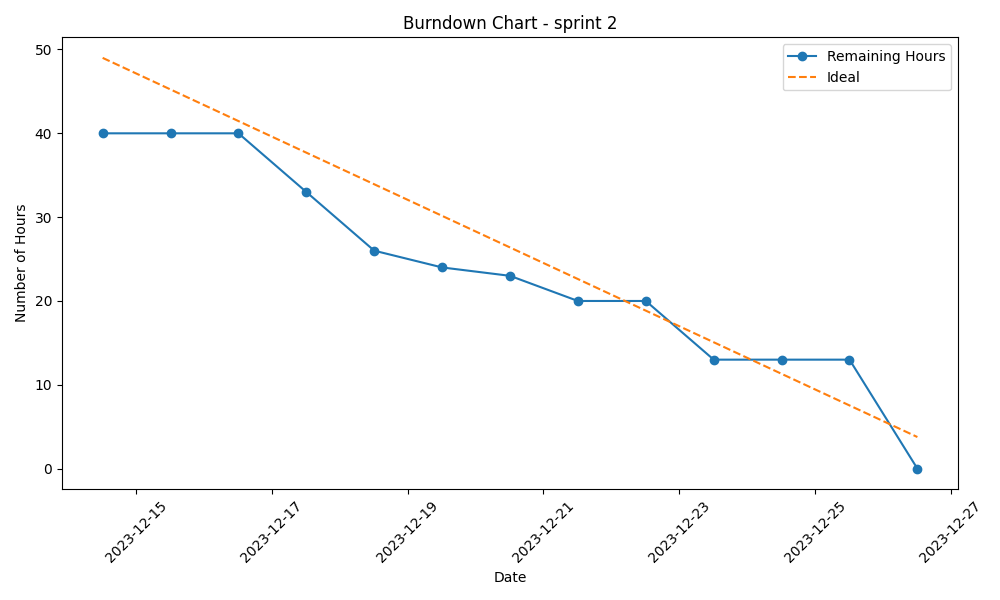 Burndown Chart - sprint 2
Remaining Hours
Ideal
Number of Hours
50
40
30
20
10
0
2023-12-15
2023-12-17
2023-12-19
2023-12-21
2023-12-23
2023-12-25
2023-12-27
Date